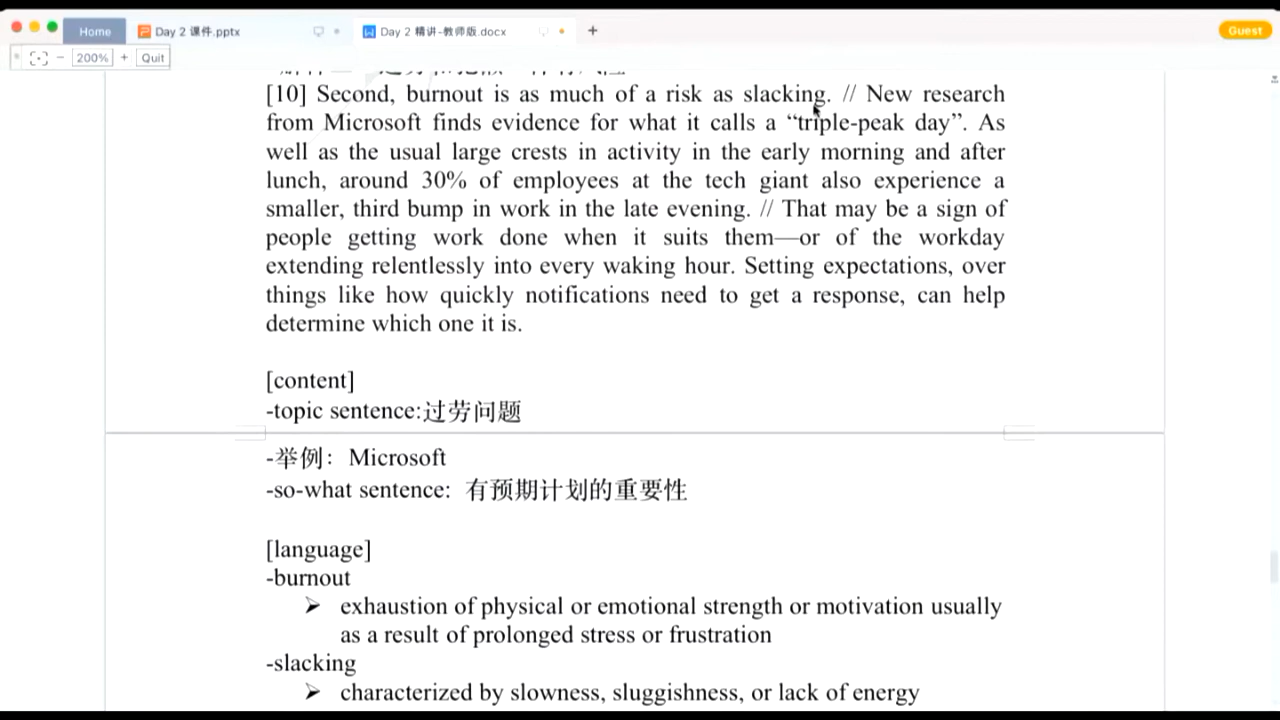 Home
Day 2 课件.pptx
Day 2 精讲-教师版.docx
+
Guest
− 200% + Quit
[10] Second, burnout is as much of a risk as slacking. // New research
from Microsoft finds evidence for what it calls a “triple-peak day”. As
well as the usual large crests in activity in the early morning and after
lunch, around 30% of employees at the tech giant also experience a
smaller, third bump in work in the late evening. // That may be a sign of
people getting work done when it suits them—or of the workday
extending relentlessly into every waking hour. Setting expectations, over
things like how quickly notifications need to get a response, can help
determine which one it is.
[content]
-topic sentence:过劳问题
-举例：Microsoft
-so-what sentence: 有预期计划的重要性
[language]
-burnout
➢ exhaustion of physical or emotional strength or motivation usually
as a result of prolonged stress or frustration
-slacking
➢ characterized by slowness, sluggishness, or lack of energy